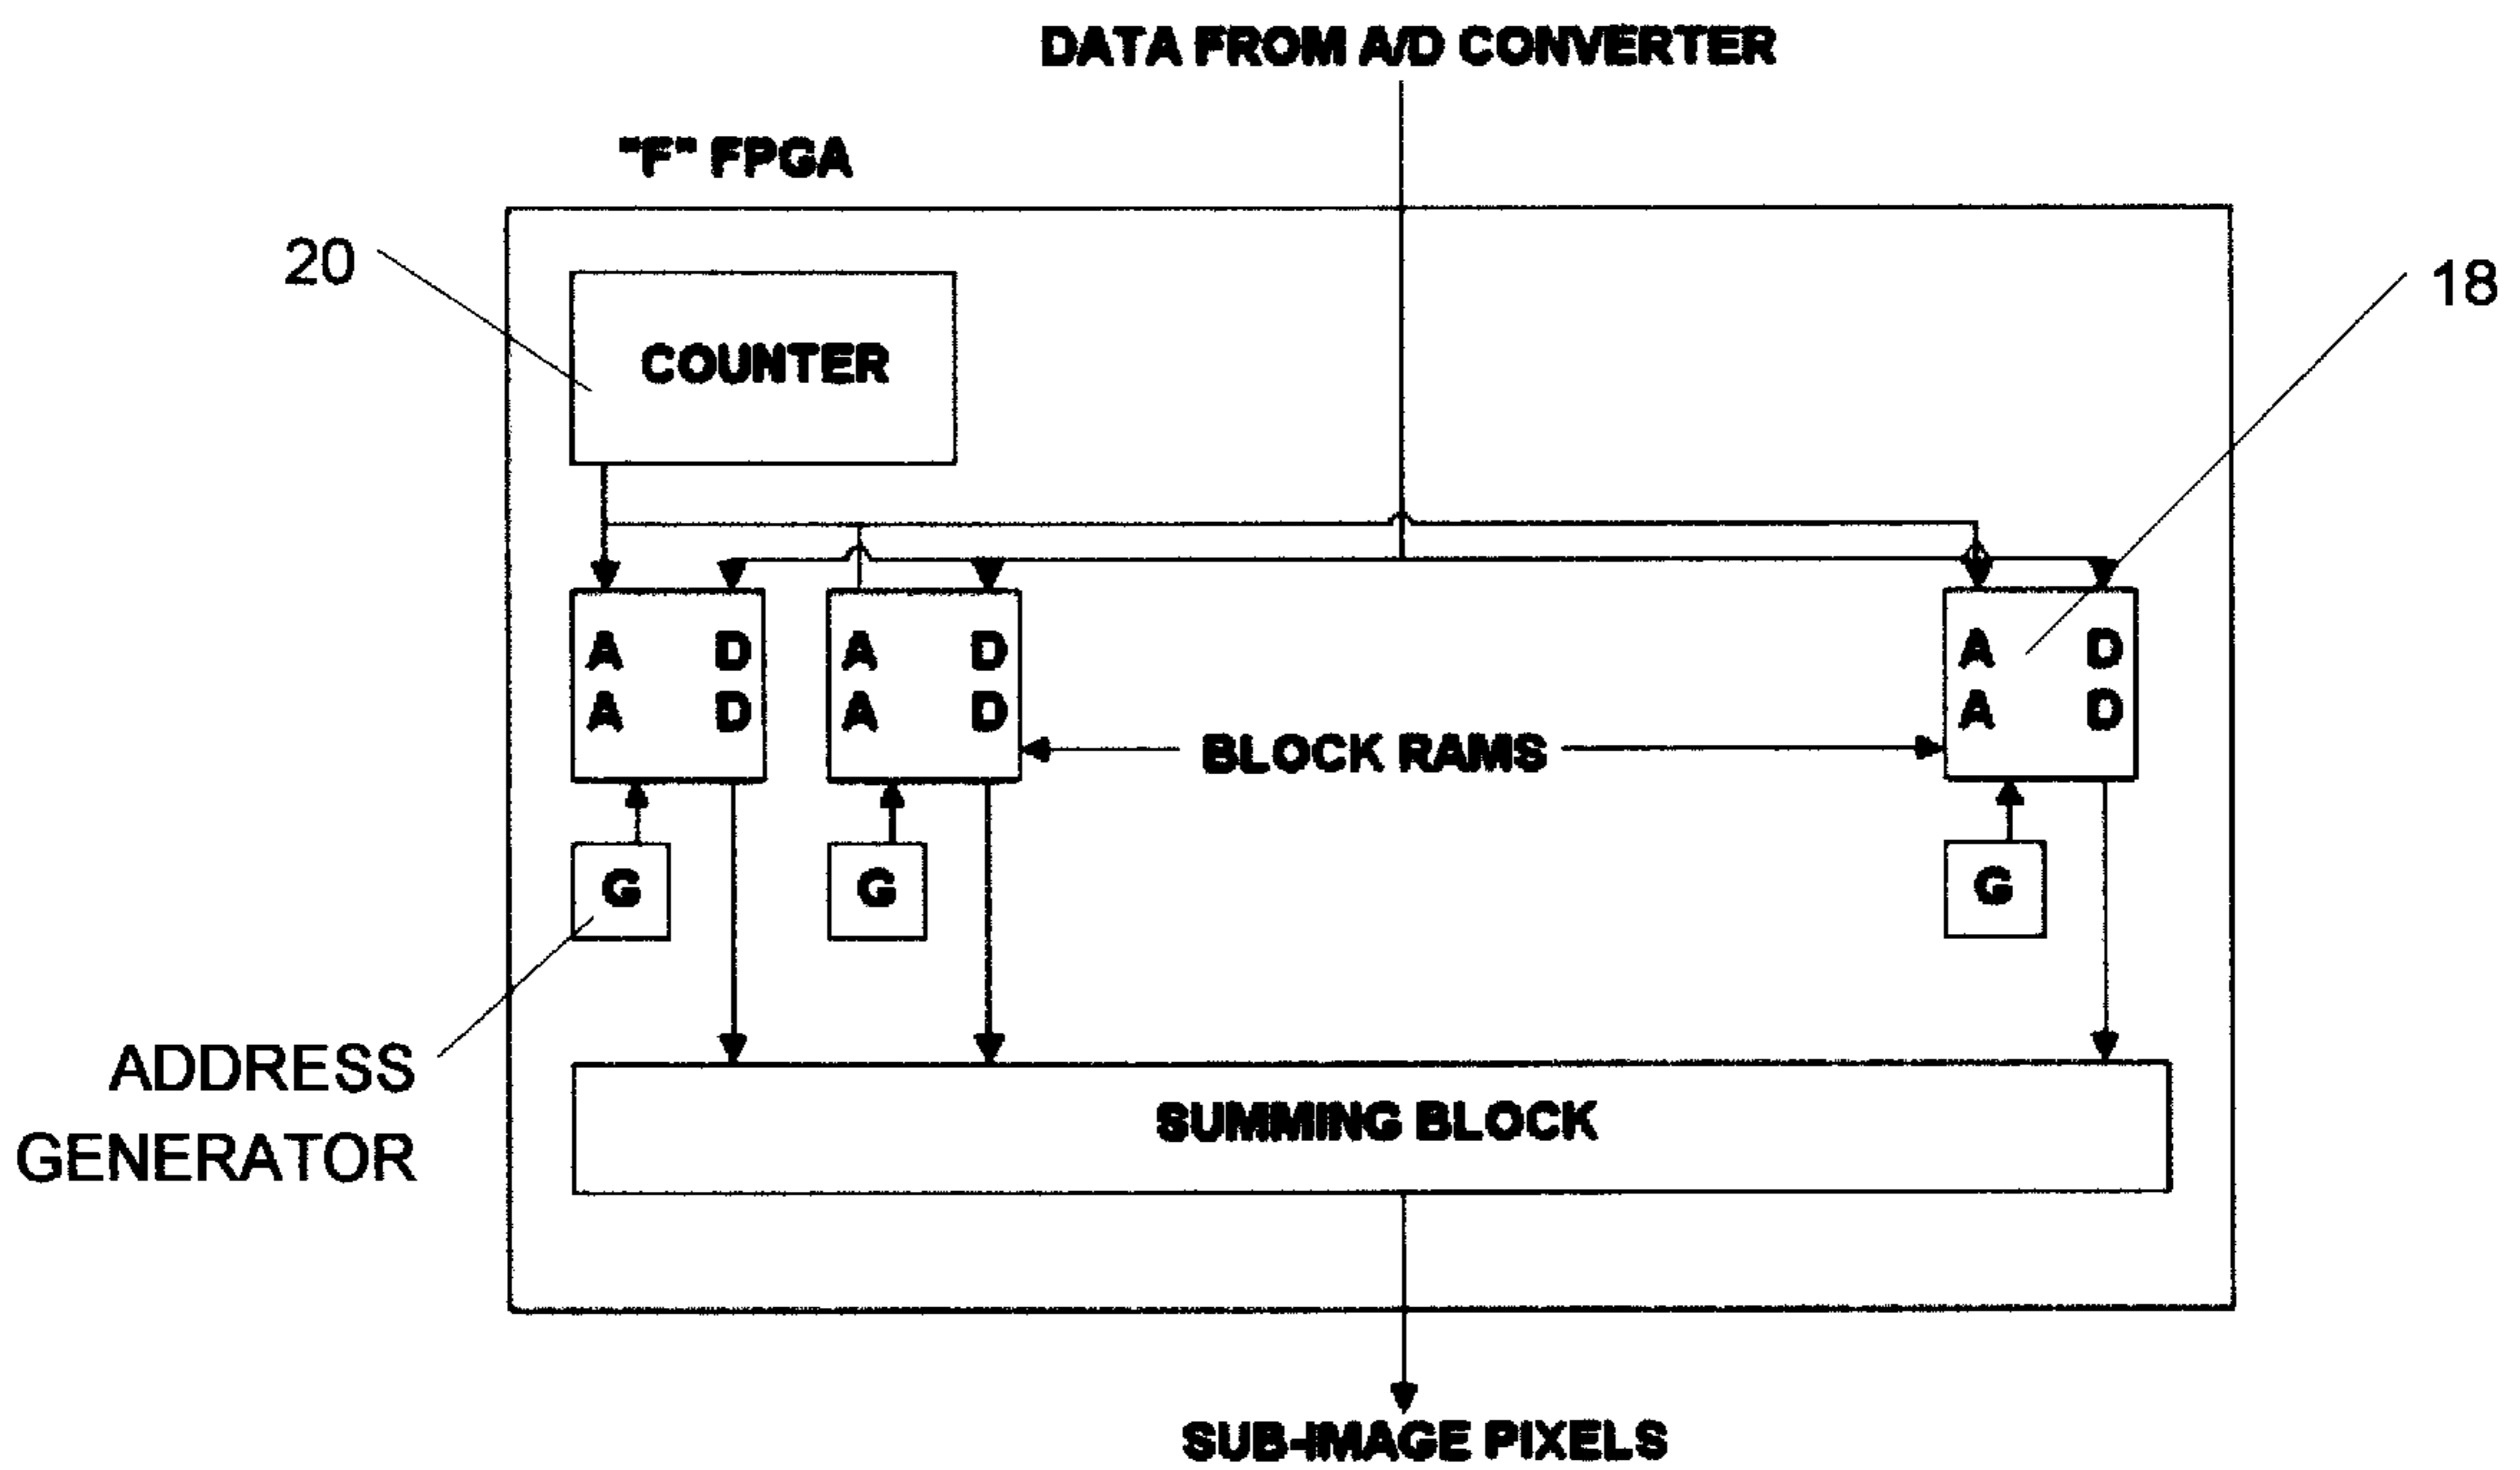 DATA FROM A/D CONVERTER
"F" FPGA
20
18
COUNTER
A D A D A D
A D A D A D
BLOCK RAMS
G G G
ADDRESS
GENERATOR
SUMMING BLOCK
SUB-IMAGE PIXELS